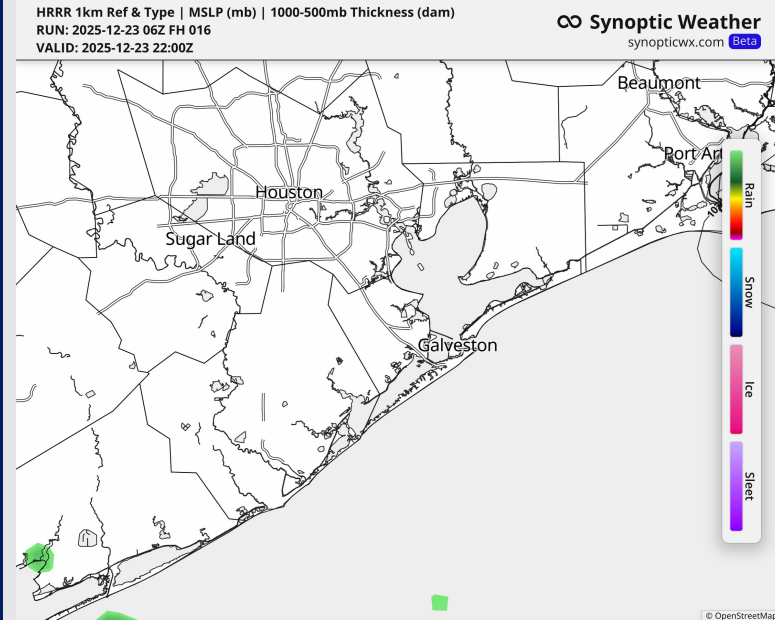 HRRR 1km Ref & Type | MSLP (mb) | 1000-500mb Thickness (dam)
RUN: 2025-12-23 06Z FH 016
VALID: 2025-12-23 22:00Z
Synoptic Weather
synopticwx.com Beta
Beaumont
Port Art
Houston
Sugar Land
Galveston
Rain
Snow
Ice
Sleet
© OpenStreetMap